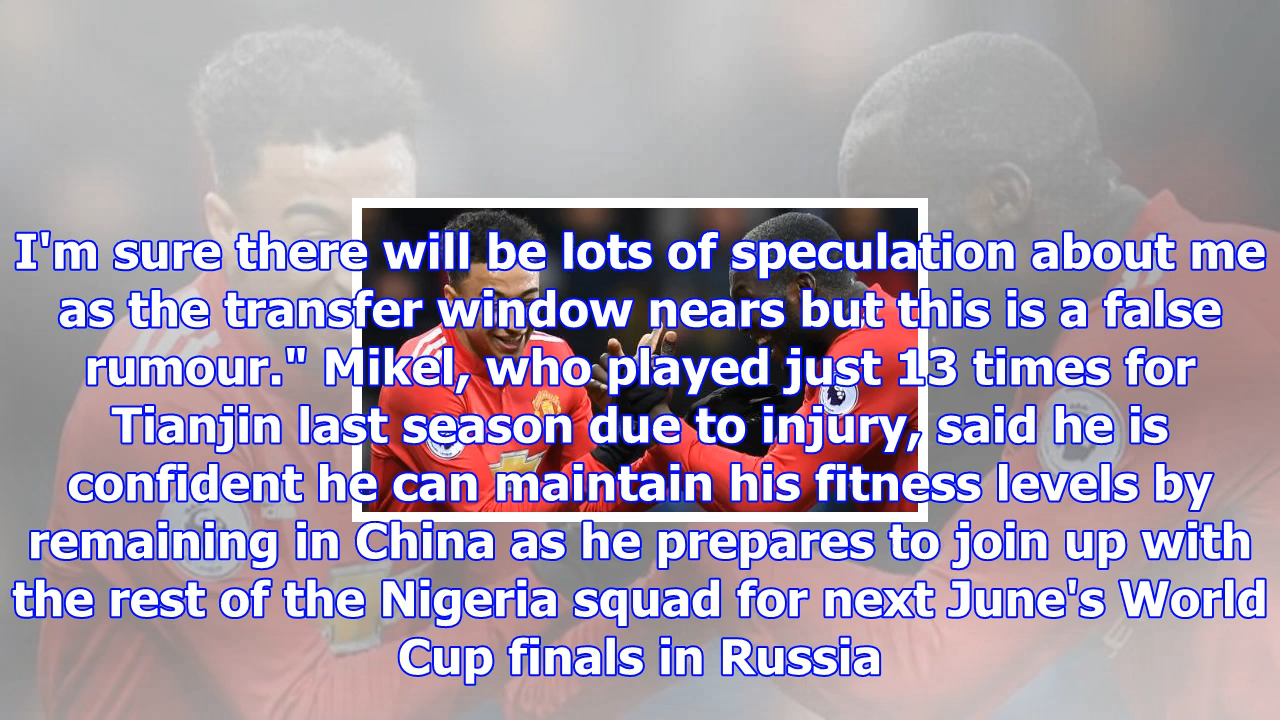 I'm sure there will be lots of speculation about me
as the transfer window nears but this is a false
rumour." Mikel, who played just 13 times for
Tianjin last season due to injury, said he is
confident he can maintain his fitness levels by
remaining in China as he prepares to join up with
the rest of the Nigeria squad for next June's World
Cup finals in Russia